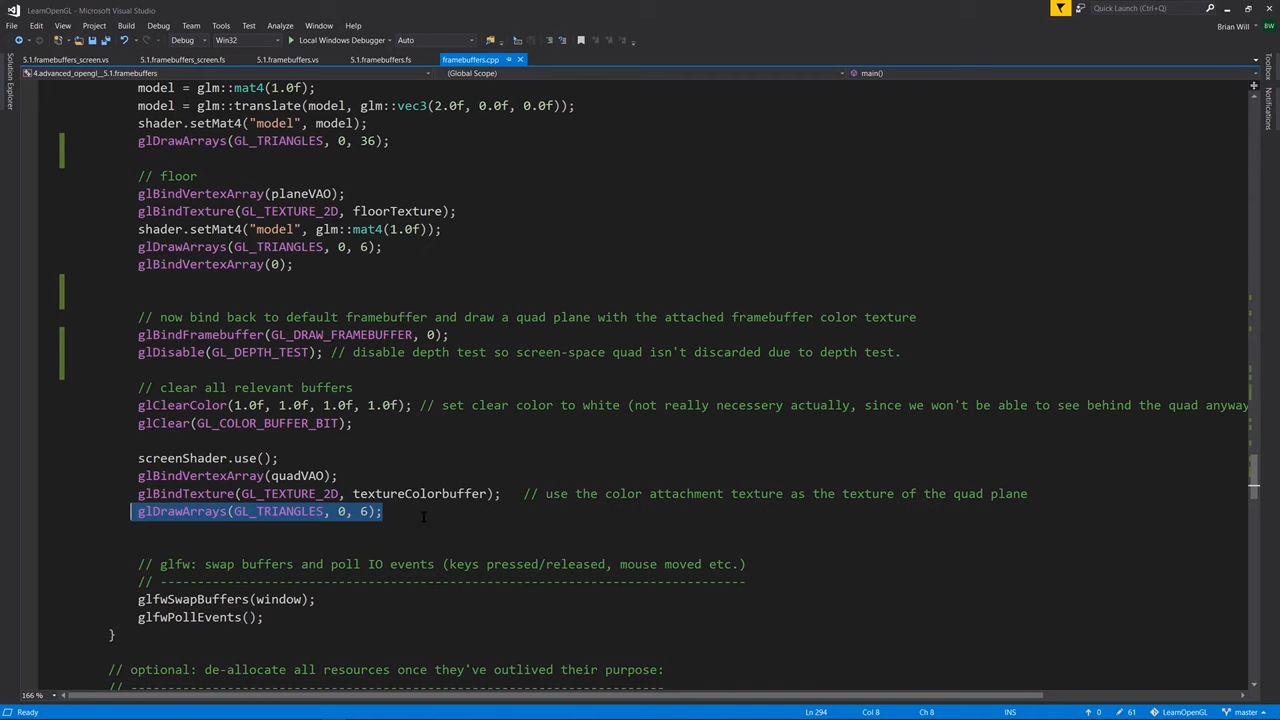 LearnOpenGL - Microsoft Visual Studio
Quick Launch (Ctrl+Q)
File Edit View Project Build Debug Team Tools Test Analyze Window Help
Brian Will BW
Debug Win32 Local Windows Debugger Auto
5.1.framebuffers_screen.vs 5.1.framebuffers_screen.fs 5.1.framebuffers.vs 5.1.framebuffers.fs framebuffers.cpp
4.advanced_opengl__5.1.framebuffers (Global Scope) main()
Solution Explorer
Toolbox
Notifications
model = glm::mat4(1.0f);
model = glm::translate(model, glm::vec3(2.0f, 0.0f, 0.0f));
shader.setMat4("model", model);
glDrawArrays(GL_TRIANGLES, 0, 36);
// floor
glBindVertexArray(planeVAO);
glBindTexture(GL_TEXTURE_2D, floorTexture);
shader.setMat4("model", glm::mat4(1.0f));
glDrawArrays(GL_TRIANGLES, 0, 6);
glBindVertexArray(0);
// now bind back to default framebuffer and draw a quad plane with the attached framebuffer color texture
glBindFramebuffer(GL_DRAW_FRAMEBUFFER, 0);
glDisable(GL_DEPTH_TEST); // disable depth test so screen-space quad isn't discarded due to depth test.
// clear all relevant buffers
glClearColor(1.0f, 1.0f, 1.0f, 1.0f); // set clear color to white (not really necessery actually, since we won't be able to see behind the quad anyway
glClear(GL_COLOR_BUFFER_BIT);
screenShader.use();
glBindVertexArray(quadVAO);
glBindTexture(GL_TEXTURE_2D, textureColorbuffer); // use the color attachment texture as the texture of the quad plane
glDrawArrays(GL_TRIANGLES, 0, 6);
// glfw: swap buffers and poll IO events (keys pressed/released, mouse moved etc.)
// -------------------------------------------------------------------------------
glfwSwapBuffers(window);
glfwPollEvents();
}
// optional: de-allocate all resources once they've outlived their purpose:
// ------------------------------------------------------------------------
166 %
Ready Ln 294 Col 8 Ch 8 INS 0 61 LearnOpenGL master